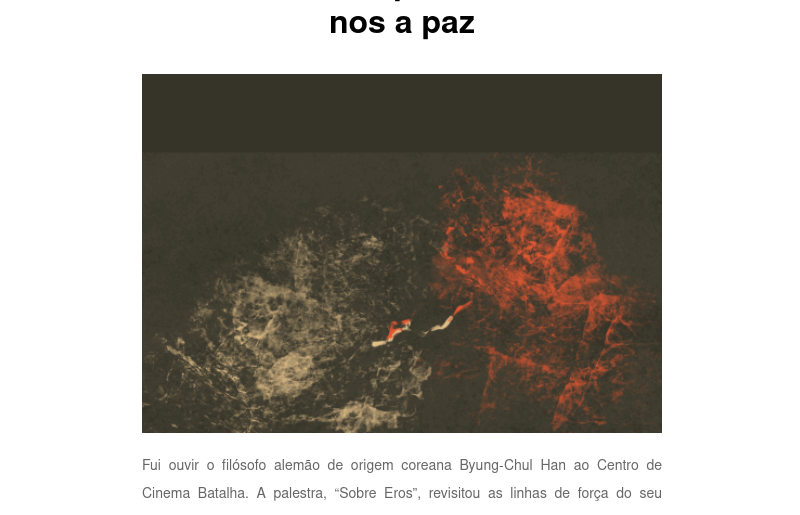 nos a paz
Fui ouvir o filósofo alemão de origem coreana Byung-Chul Han ao Centro de
Cinema Batalha. A palestra, “Sobre Eros”, revisitou as linhas de força do seu